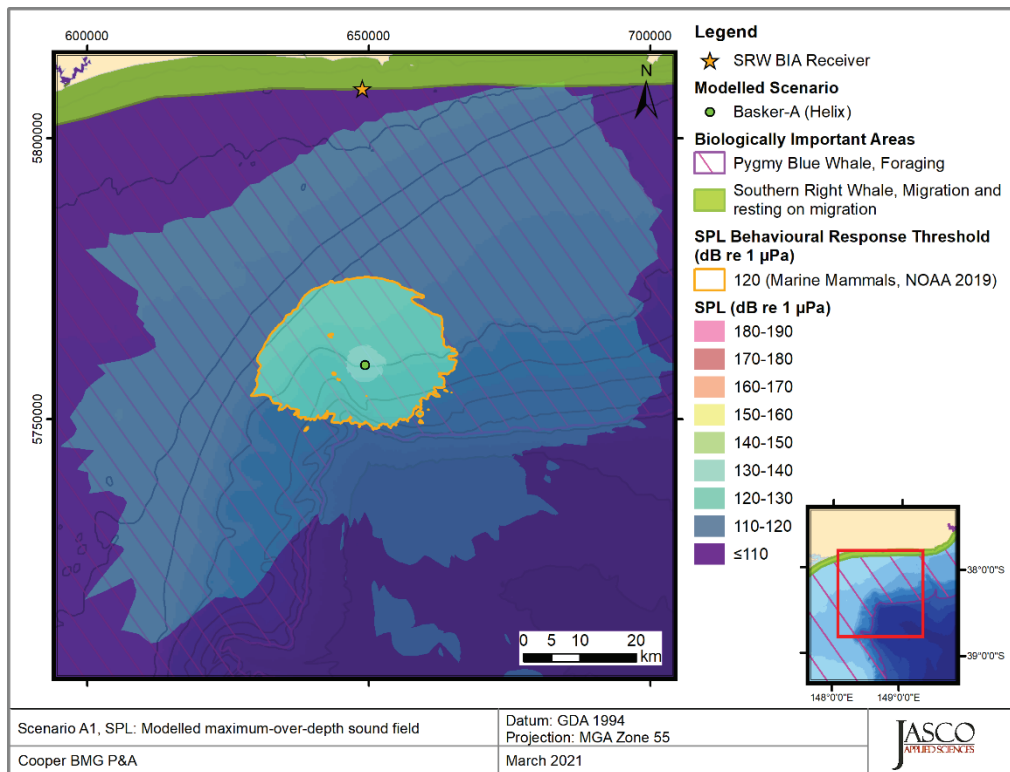 600000
650000
700000
5800000
5750000
N
0 5 10 20
km
Legend
SRW BIA Receiver
Modelled Scenario
Basker-A (Helix)
Biologically Important Areas
Pygmy Blue Whale, Foraging
Southern Right Whale, Migration and
resting on migration
SPL Behavioural Response Threshold
(dB re 1 µPa)
120 (Marine Mammals, NOAA 2019)
SPL (dB re 1 µPa)
180-190
170-180
160-170
150-160
140-150
130-140
120-130
110-120
≤110
38°0'0"S
39°0'0"S
148°0'0"E
149°0'0"E
Scenario A1, SPL: Modelled maximum-over-depth sound field
Datum: GDA 1994
Projection: MGA Zone 55
Cooper BMG P&A
March 2021
JASCO
APPLIED SCIENCES